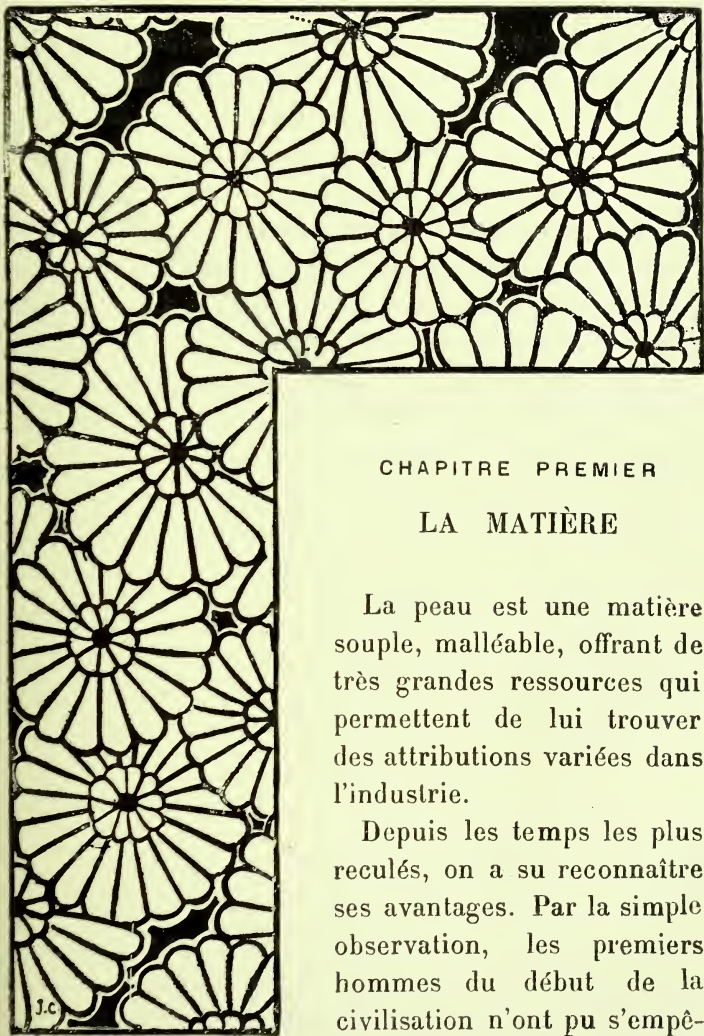 CHAPITRE PREMIER
LA MATIÈRE
La peau est une matière
souple, malléable, offrant de
très grandes ressources qui
permettent de lui trouver
des attributions variées dans
l'industrie.
Depuis les temps les plus
reculés, on a su reconnaître
ses avantages. Par la simple
observation, les premiers
hommes du début de la
civilisation n'ont pu s'empê-
J.C